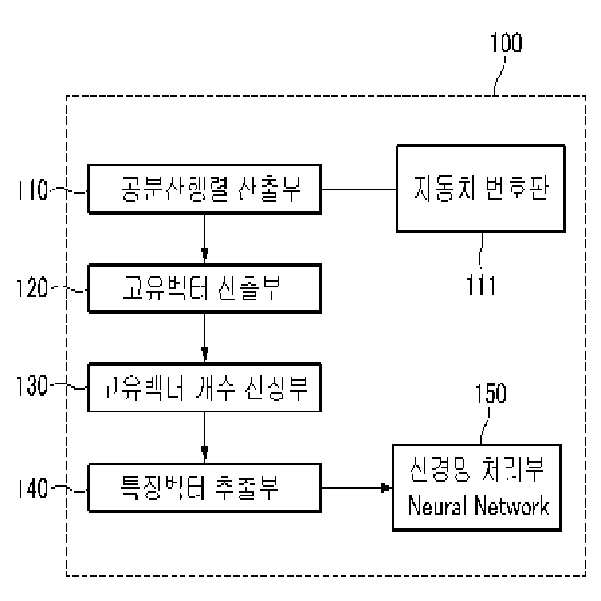 100
110
공분산행렬 산출부
자동차 번호판
111
120
고유벡터 산출부
130
고유벡터 개수 선정부
150
140
특징벡터 추출부
신경망 처리부
Neural Network